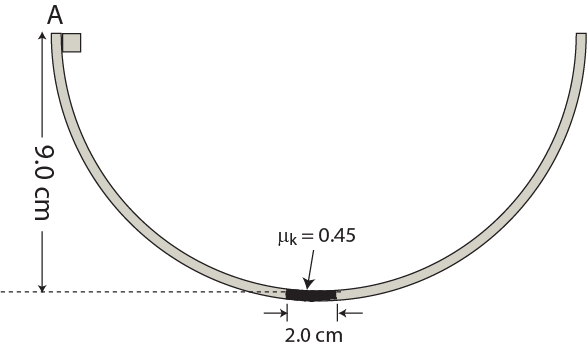 A
9.0 cm
μk = 0.45
2.0 cm